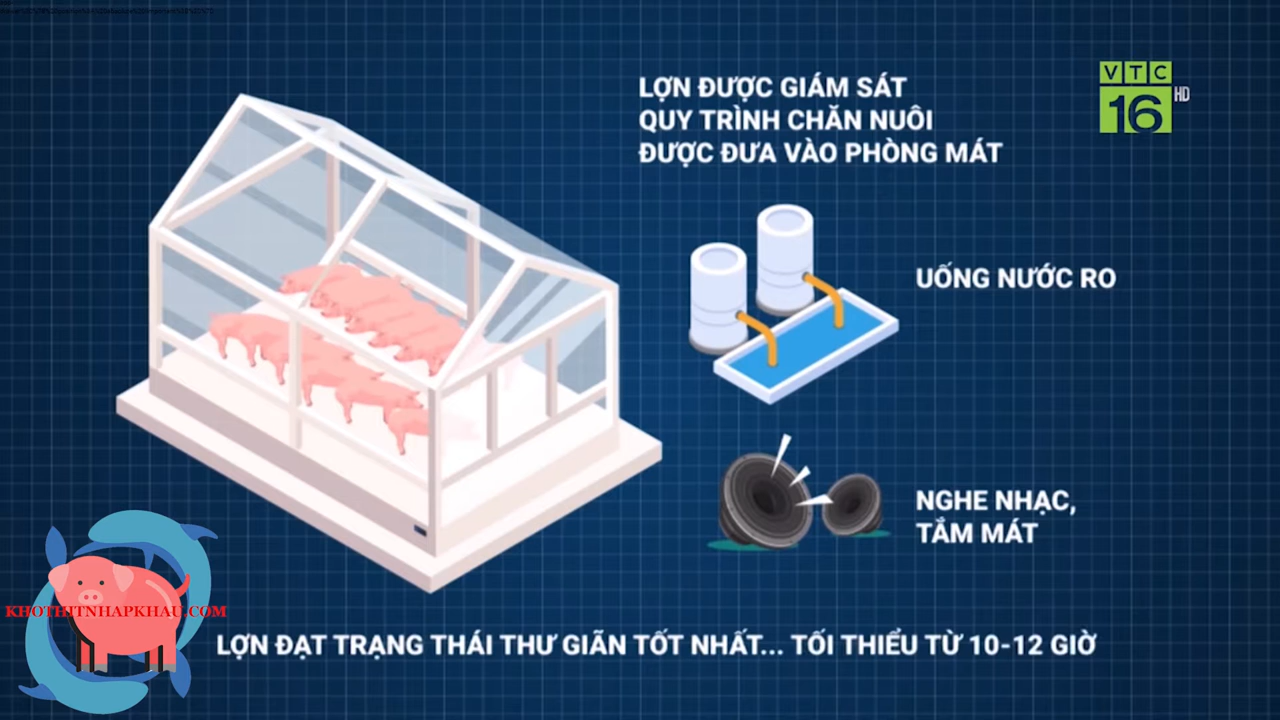 LỢN ĐƯỢC GIÁM SÁT
QUY TRÌNH CHĂN NUÔI
ĐƯỢC ĐƯA VÀO PHÒNG MÁT
VTC
16 HD
UỐNG NƯỚC RO
NGHE NHẠC,
TẮM MÁT
KHOTHITNHAPKHAU.COM
LỢN ĐẠT TRẠNG THÁI THƯ GIÃN TỐT NHẤT... TỐI THIỂU TỪ 10-12 GIỜ